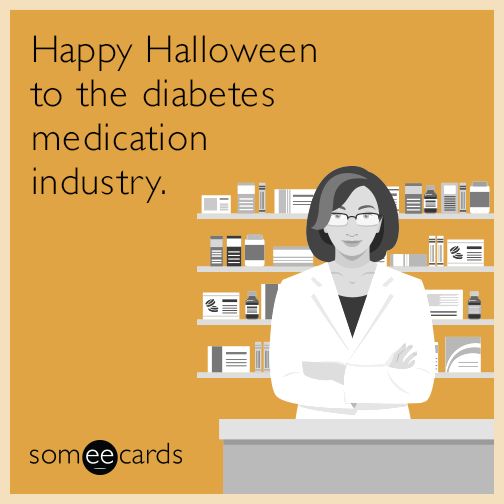 Happy Halloween
to the diabetes
medication
industry.
someecards